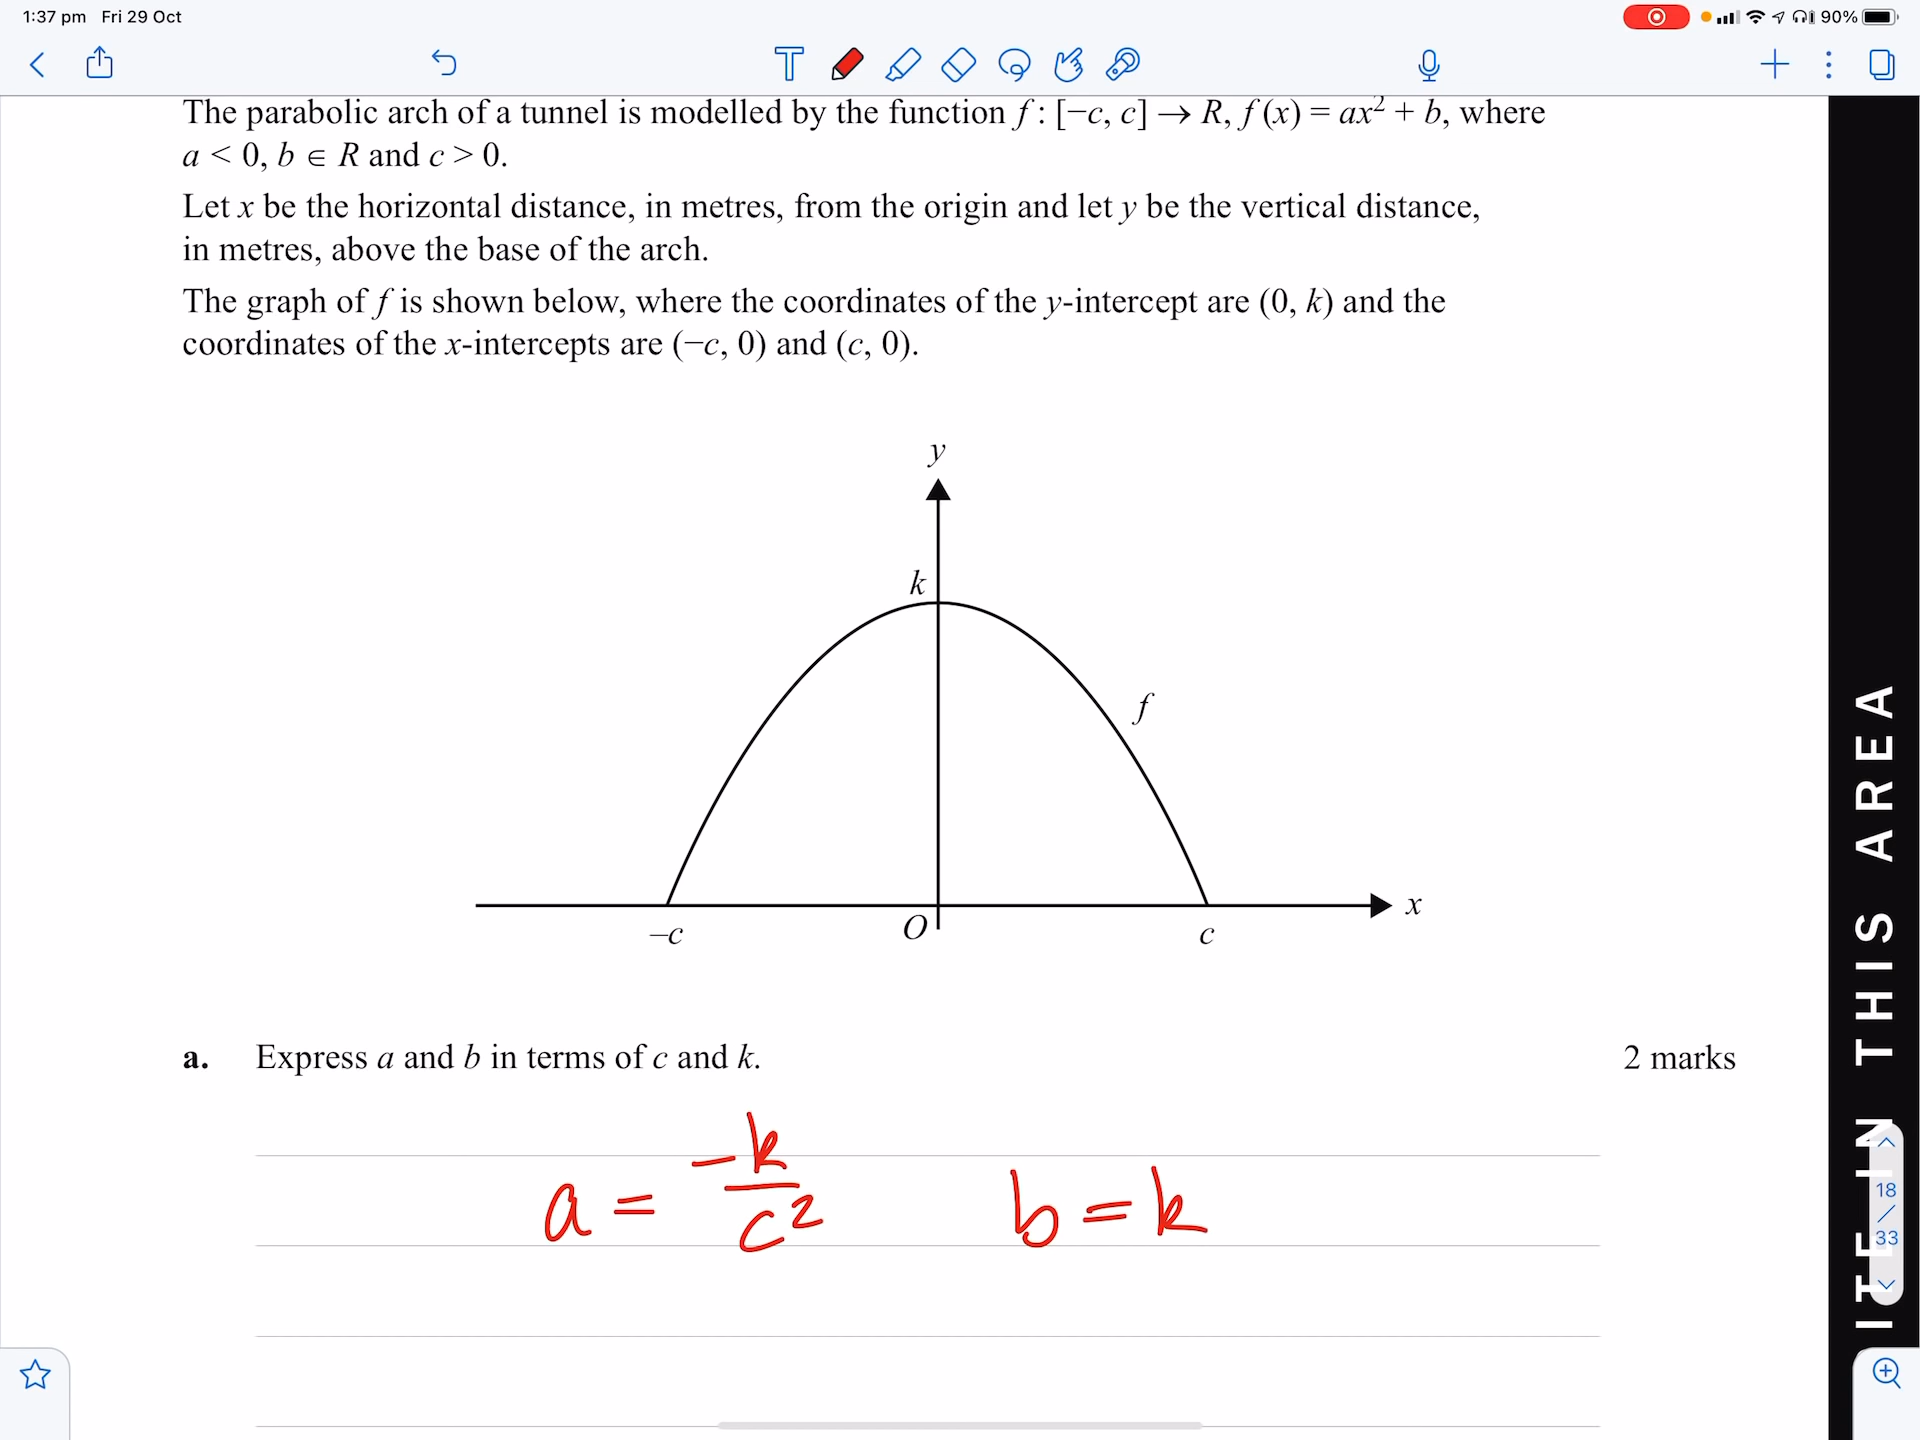 1:37 pm Fri 29 Oct
90%
The parabolic arch of a tunnel is modelled by the function f : [−c, c] → R, f (x) = ax² + b, where
a < 0, b ∈ R and c > 0.
Let x be the horizontal distance, in metres, from the origin and let y be the vertical distance,
in metres, above the base of the arch.
The graph of f is shown below, where the coordinates of the y-intercept are (0, k) and the
coordinates of the x-intercepts are (−c, 0) and (c, 0).
y
k
f
x
−c
O
c
a. Express a and b in terms of c and k. 2 marks
a = -k/c² b = k
ITE IN THIS AREA
18
/
33